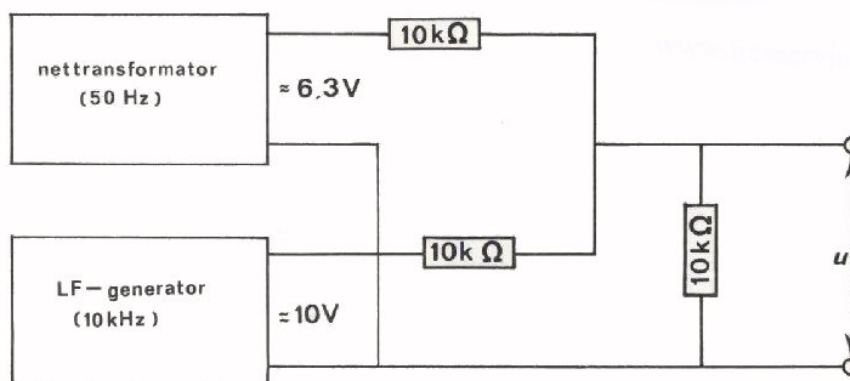 10kΩ
nettransformator
(50 Hz)
≈ 6,3V
10k Ω
10kΩ
u
LF-generator
(10kHz)
≈10V